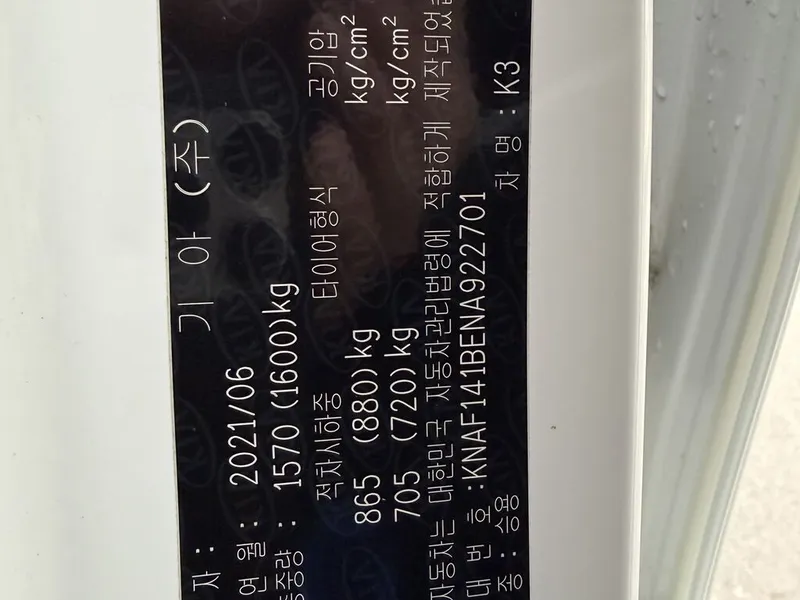 자 : 기 아 (주)
연 월 : 2021/06
총중량 : 1570 (1600)kg
적차시하중 타이어형식 공기압
865 (880)kg kg/cm²
705 (720)kg kg/cm²
자동차는 대한민국 자동차관리법령에 적합하게 제작되었
대 번 호 :KNAF141BENA922701
종 : 승용 차 명 : K3